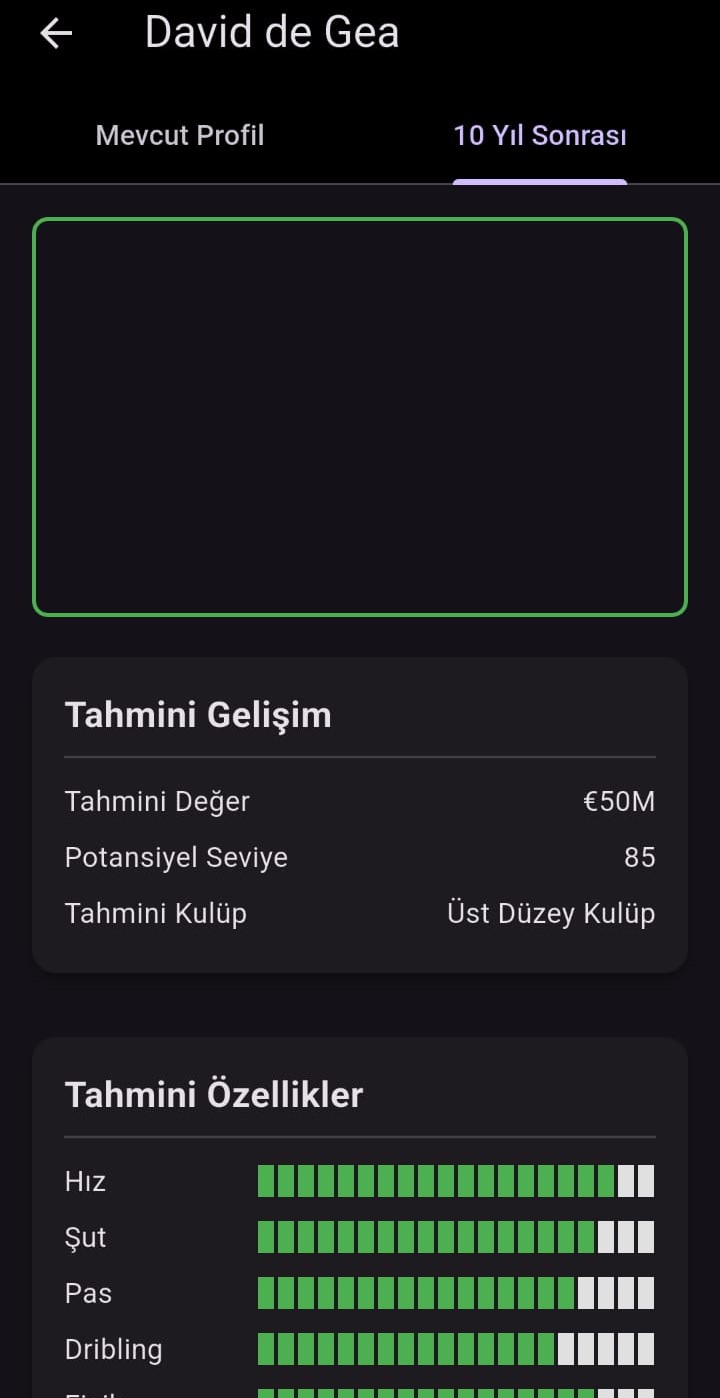 David de Gea
Mevcut Profil
10 Yıl Sonrası
Tahmini Gelişim
Tahmini Değer €50M
Potansiyel Seviye 85
Tahmini Kulüp Üst Düzey Kulüp
Tahmini Özellikler
Hız
Şut
Pas
Dribling